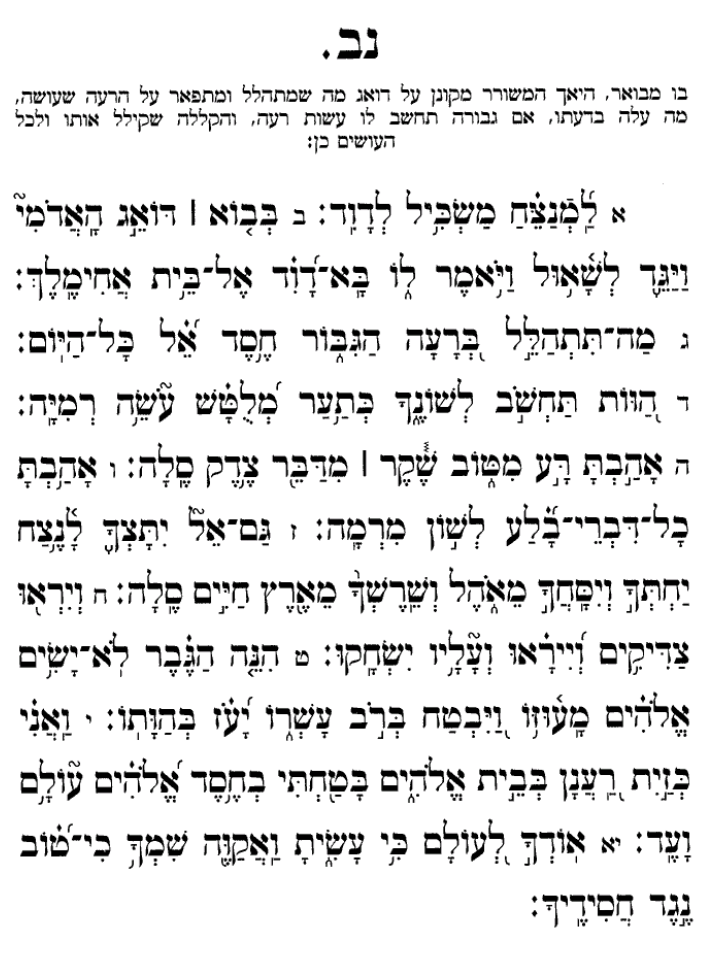 נב.
בו מבואר, היאך המשורר מקונן על דואג מה שמתהלל ומתפאר על הרעה שעושה,
מה עלה בדעתו, אם גבורה תחשב לו עשות רעה, והקללה שקילל אותו ולכל
העושים כן:
א לַמְנַצֵּחַ מַשְׂכִּיל לְדָוִד: ב בְּבוֹא | דּוֹאֵג הָאֲדֹמִי
וַיַּגֵּד לְשָׁאוּל וַיֹּאמֶר לוֹ בָּא־דָוִד אֶל־בֵּית אֲחִימֶלֶךְ:
ג מַה־תִּתְהַלֵּל בְּרָעָה הַגִּבּוֹר חֶסֶד אֵל כָּל־הַיּוֹם:
ד הַוּוֹת תַּחְשֹׁב לְשׁוֹנֶךָ כְּתַעַר מְלֻטָּשׁ עֹשֵׂה רְמִיָּה:
ה אָהַבְתָּ רָּע מִטּוֹב שֶׁקֶר | מִדַּבֵּר צֶדֶק סֶלָה: ו אָהַבְתָּ
כָל־דִּבְרֵי־בָלַע לְשׁוֹן מִרְמָה: ז גַּם־אֵל יִתָּצְךָ לָנֶצַח
יַחְתְּךָ וְיִסָּחֲךָ מֵאֹהֶל וְשֵׁרֶשְׁךָ מֵאֶרֶץ חַיִּים סֶלָה: ח וְיִרְאוּ
צַדִּיקִים וְיִירָאוּ וְעָלָיו יִשְׂחָקוּ: ט הִנֵּה הַגֶּבֶר לֹא־יָשִׂים
אֱלֹהִים מָעוּזּוֹ וַיִּבְטַח בְּרֹב עָשְׁרוֹ יָעֹז בְּהַוָּתוֹ: י וַאֲנִי
כְּזַיִת רַעֲנָן בְּבֵית אֱלֹהִים בָּטַחְתִּי בְחֶסֶד אֱלֹהִים עוֹלָם
וָעֶד: יא אוֹדְךָ לְעוֹלָם כִּי עָשִׂיתָ וַאֲקַוֶּה שִׁמְךָ כִי־טוֹב
נֶגֶד חֲסִידֶיךָ: